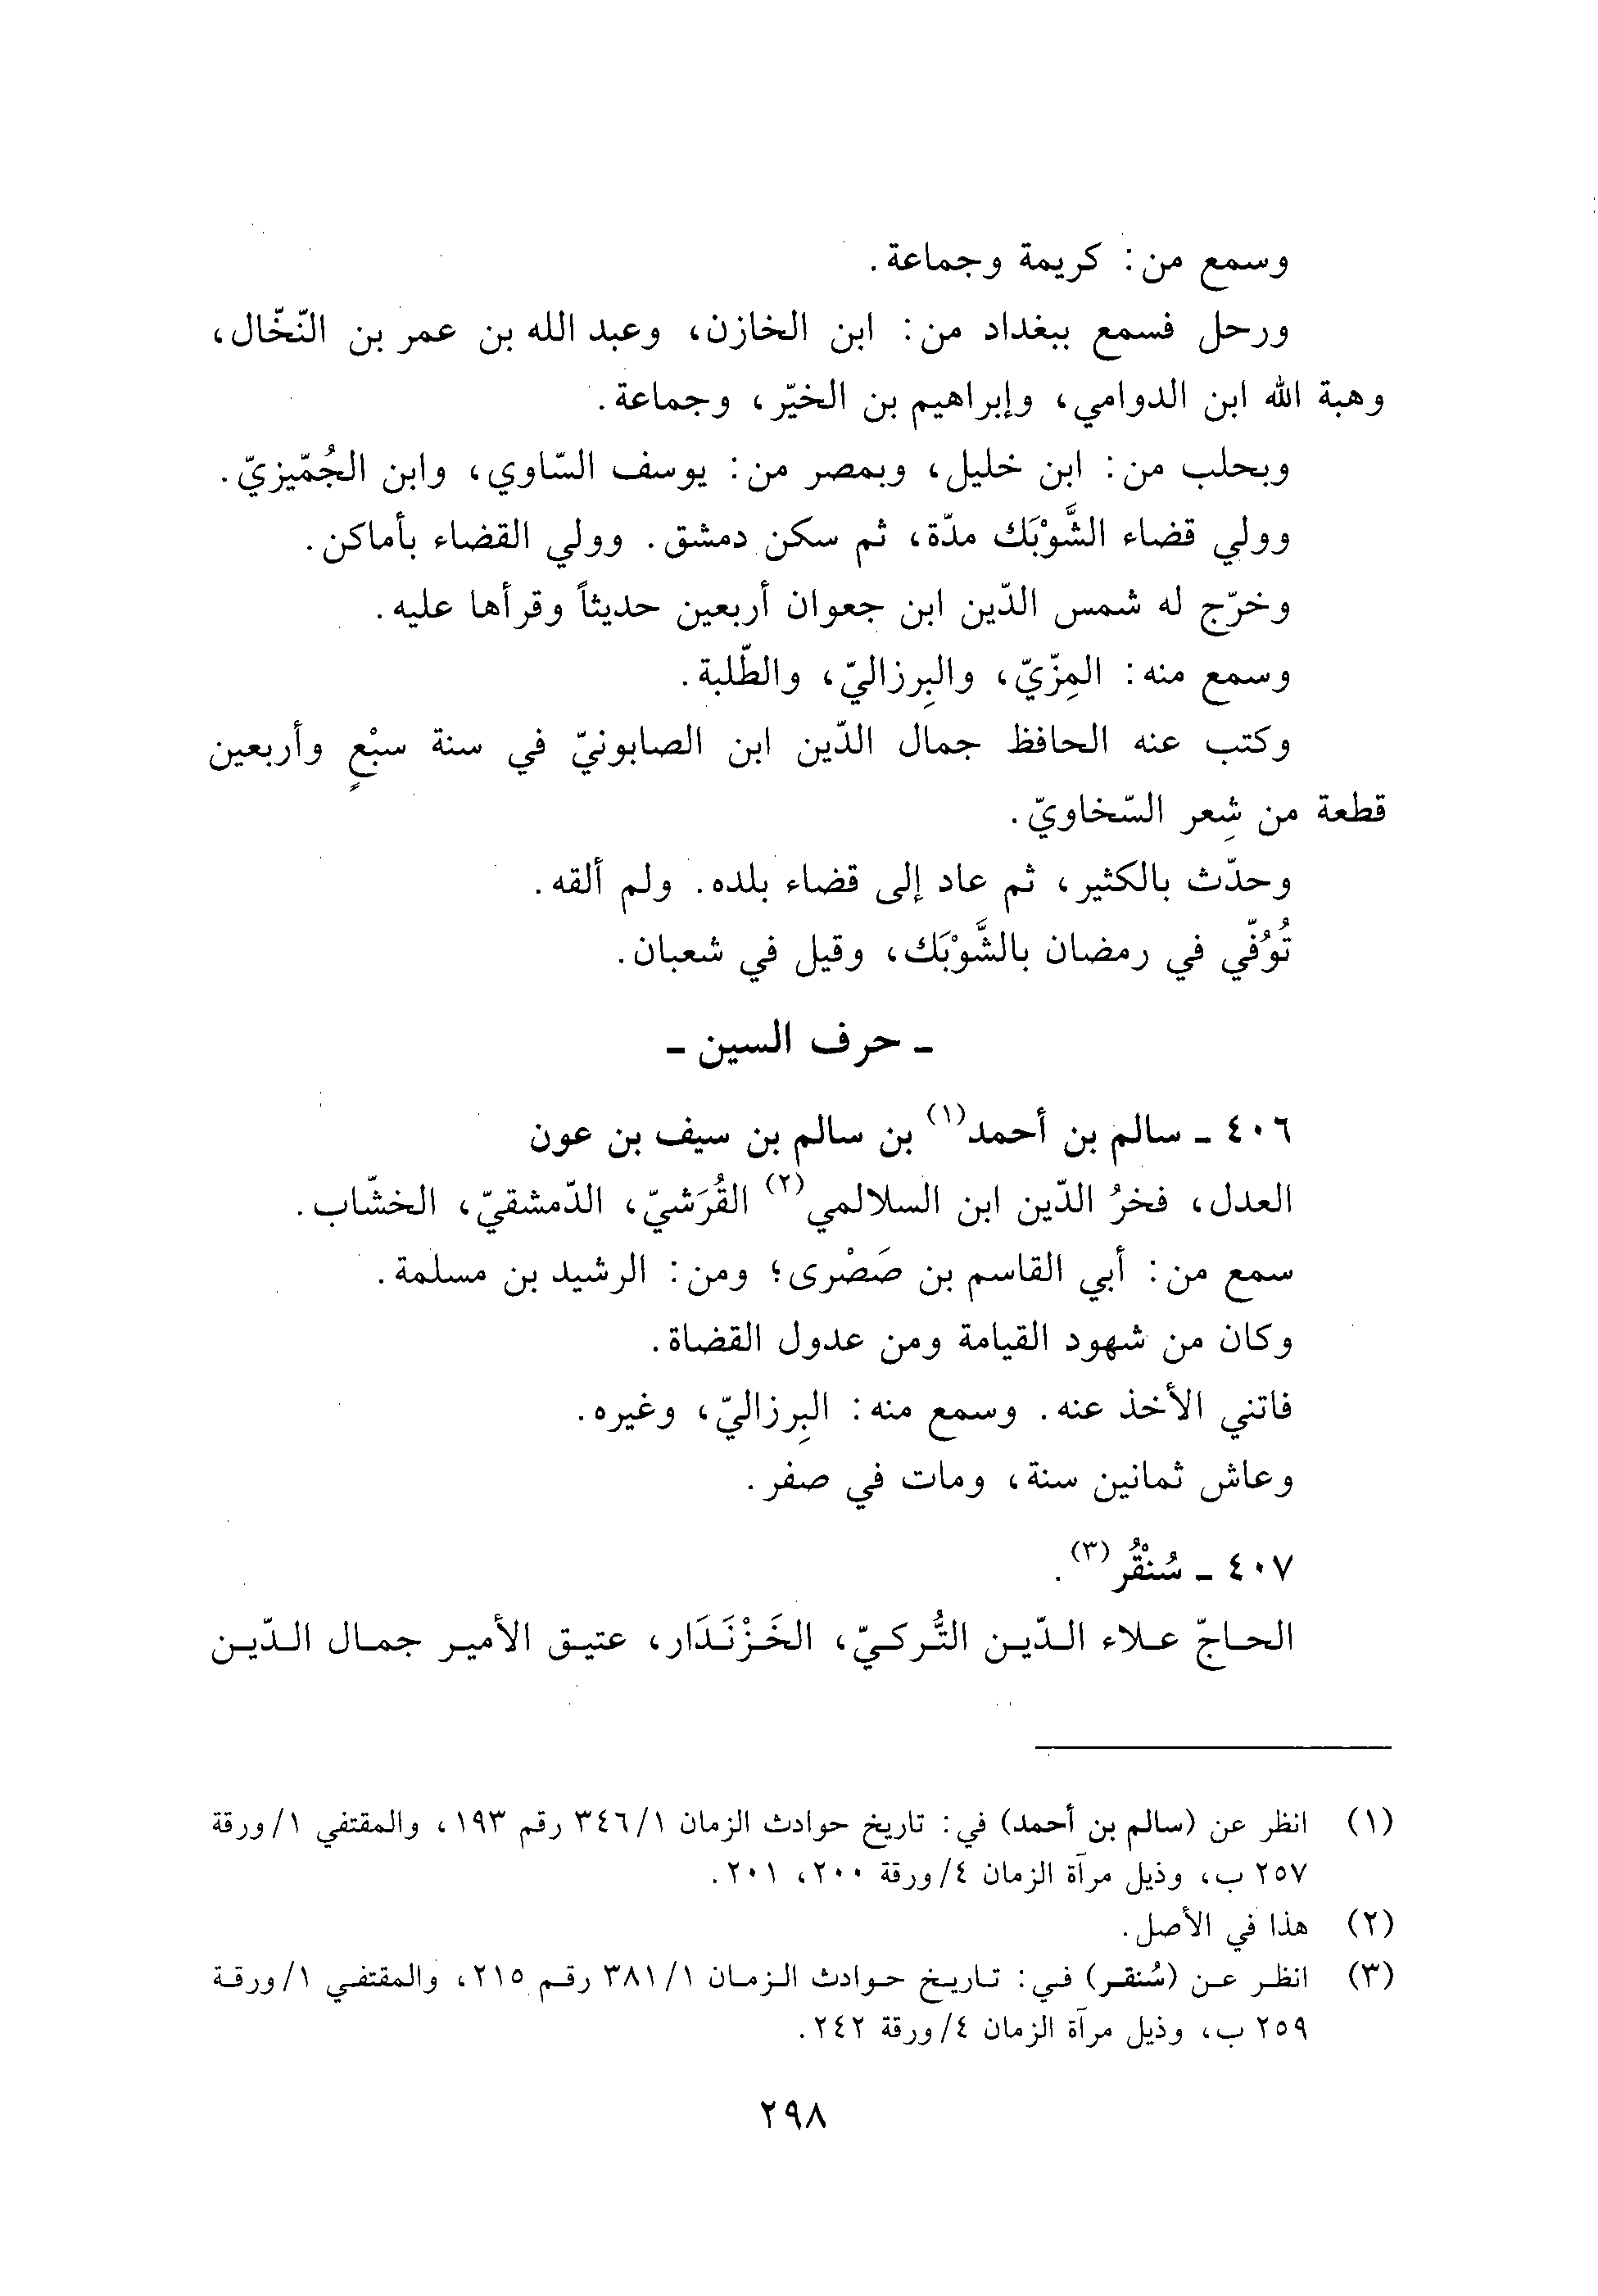 وسمع من: كريمة وجماعة.
ورحل فسمع ببغداد من: ابن الخازن، وعبد الله بن عمر بن النّخّال،
وهبة الله ابن الدوامي، وإبراهيم بن الخيّر، وجماعة.
وبحلب من: ابن خليل، وبمصر من: يوسف السّاوي، وابن الجُمّيزيّ.
وولي قضاء الشَّوْبَك مدّة، ثم سكن دمشق. وولي القضاء بأماكن.
وخرّج له شمس الدّين ابن جعوان أربعين حديثاً وقرأها عليه.
وسمع منه: المِزّيّ، والبِرزاليّ، والطّلبة.
وكتب عنه الحافظ جمال الدّين ابن الصابونيّ في سنة سبْعٍ وأربعين
قطعة من شِعر السّخاويّ.
وحدّث بالكثير، ثم عاد إلى قضاء بلده. ولم ألقه.
تُوُفّي في رمضان بالشَّوْبَك، وقيل في شعبان.
ـ حرف السين ـ
٤٠٦ ـ سالم بن أحمد(١) بن سالم بن سيف بن عون
العدل، فخرُ الدّين ابن السلالمي(٢) القُرَشيّ، الدّمشقيّ، الخشّاب.
سمع من: أبي القاسم بن صَصْرى؛ ومن: الرشيد بن مسلمة.
وكان من شهود القيامة ومن عدول القضاة.
فاتني الأخذ عنه. وسمع منه: البِرزاليّ، وغيره.
وعاش ثمانين سنة، ومات في صفر.
٤٠٧ ـ سُنْقُر(٣).
الحاجّ علاء الدّين التُّركيّ، الخَزْنَدَار، عتيق الأمير جمال الدّين
(١) انظر عن (سالم بن أحمد) في: تاريخ حوادث الزمان ٣٤٦/١ رقم ١٩٣، والمقتفي ١/ورقة
٢٥٧ ب، وذيل مرآة الزمان ٤/ورقة ٢٠٠، ٢٠١.
(٢) هذا في الأصل.
(٣) انظر عن (سُنقر) في: تاريخ حوادث الزمان ٣٨١/١ رقم ٢١٥، والمقتفي ١/ورقة
٢٥٩ ب، وذيل مرآة الزمان ٤/ورقة ٢٤٢.
٢٩٨